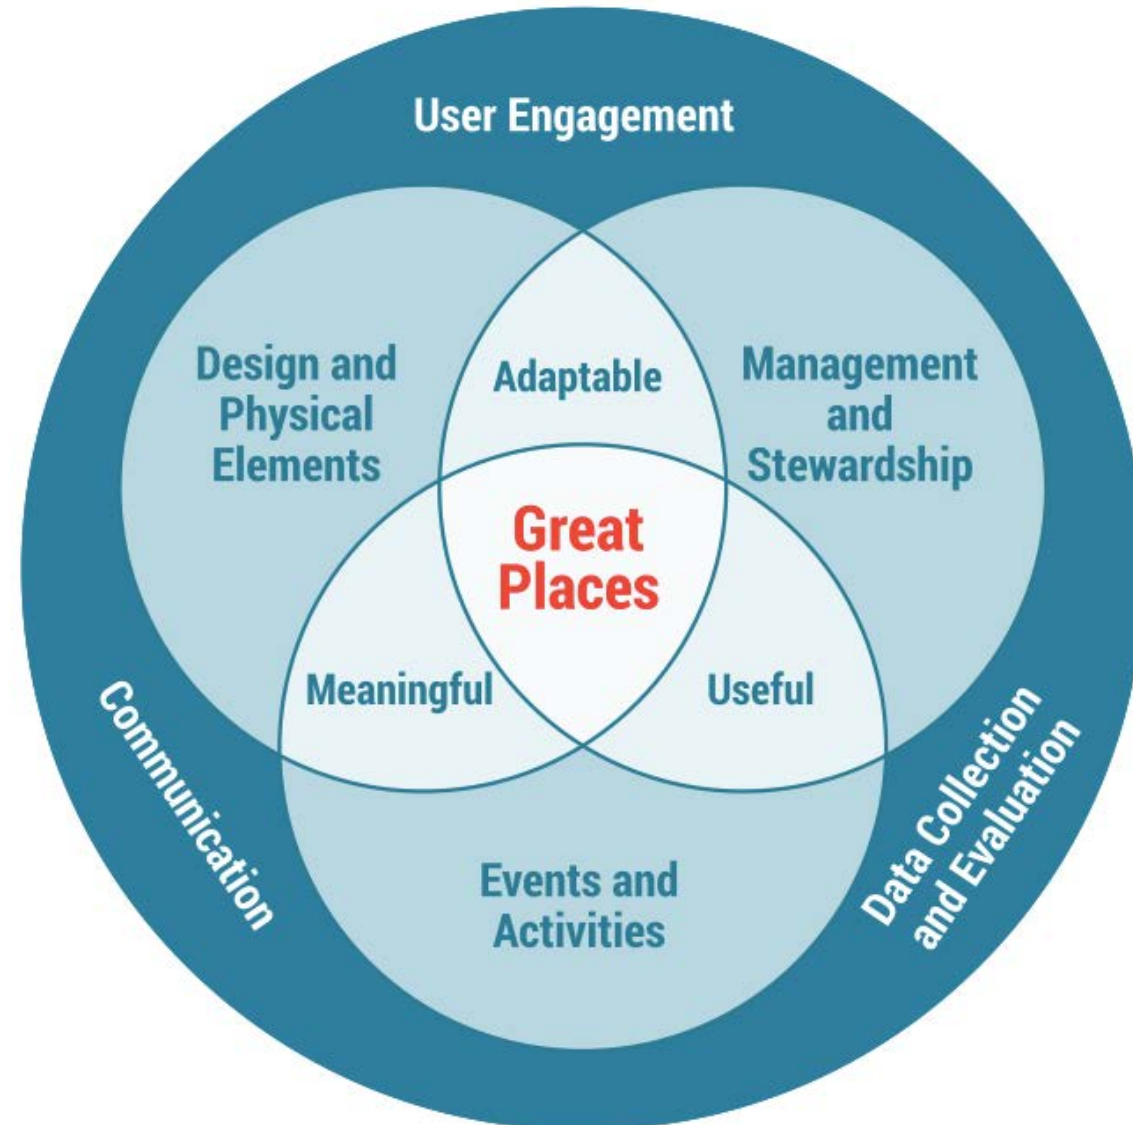 User Engagement
Design and
Physical
Elements
Adaptable
Management
and
Stewardship
Great
Places
Meaningful
Useful
Communication
Data Collection
and Evaluation
Events and
Activities